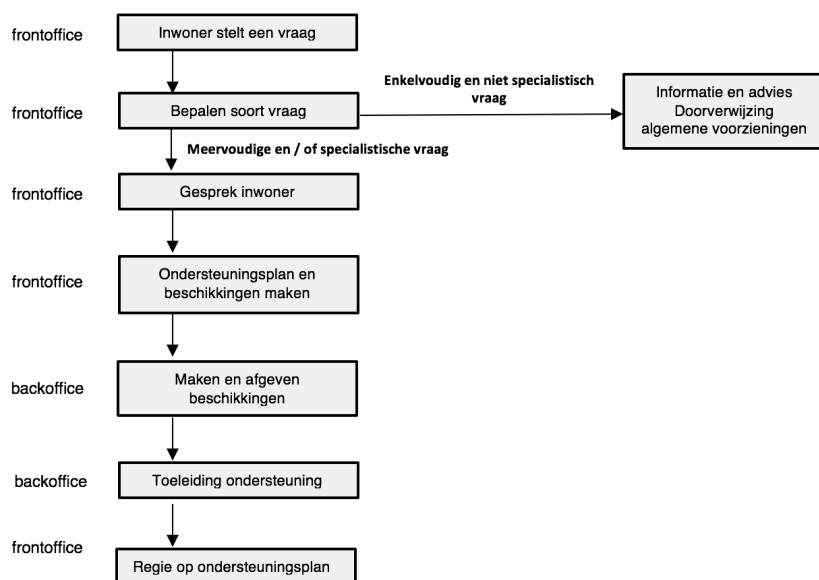 frontoffice
Inwoner stelt een vraag
Enkelvoudig en niet specialistisch
vraag
frontoffice
Bepalen soort vraag
Informatie en advies
Doorverwijzing
algemene voorzieningen
Meervoudige en / of specialistische vraag
frontoffice
Gesprek inwoner
frontoffice
Ondersteuningsplan en
beschikkingen maken
backoffice
Maken en afgeven
beschikkingen
backoffice
Toeleiding ondersteuning
frontoffice
Regie op ondersteuningsplan